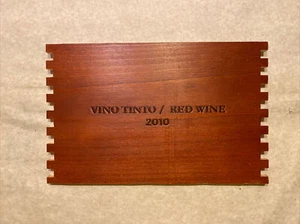 VINO TINTO / RED WINE
2010